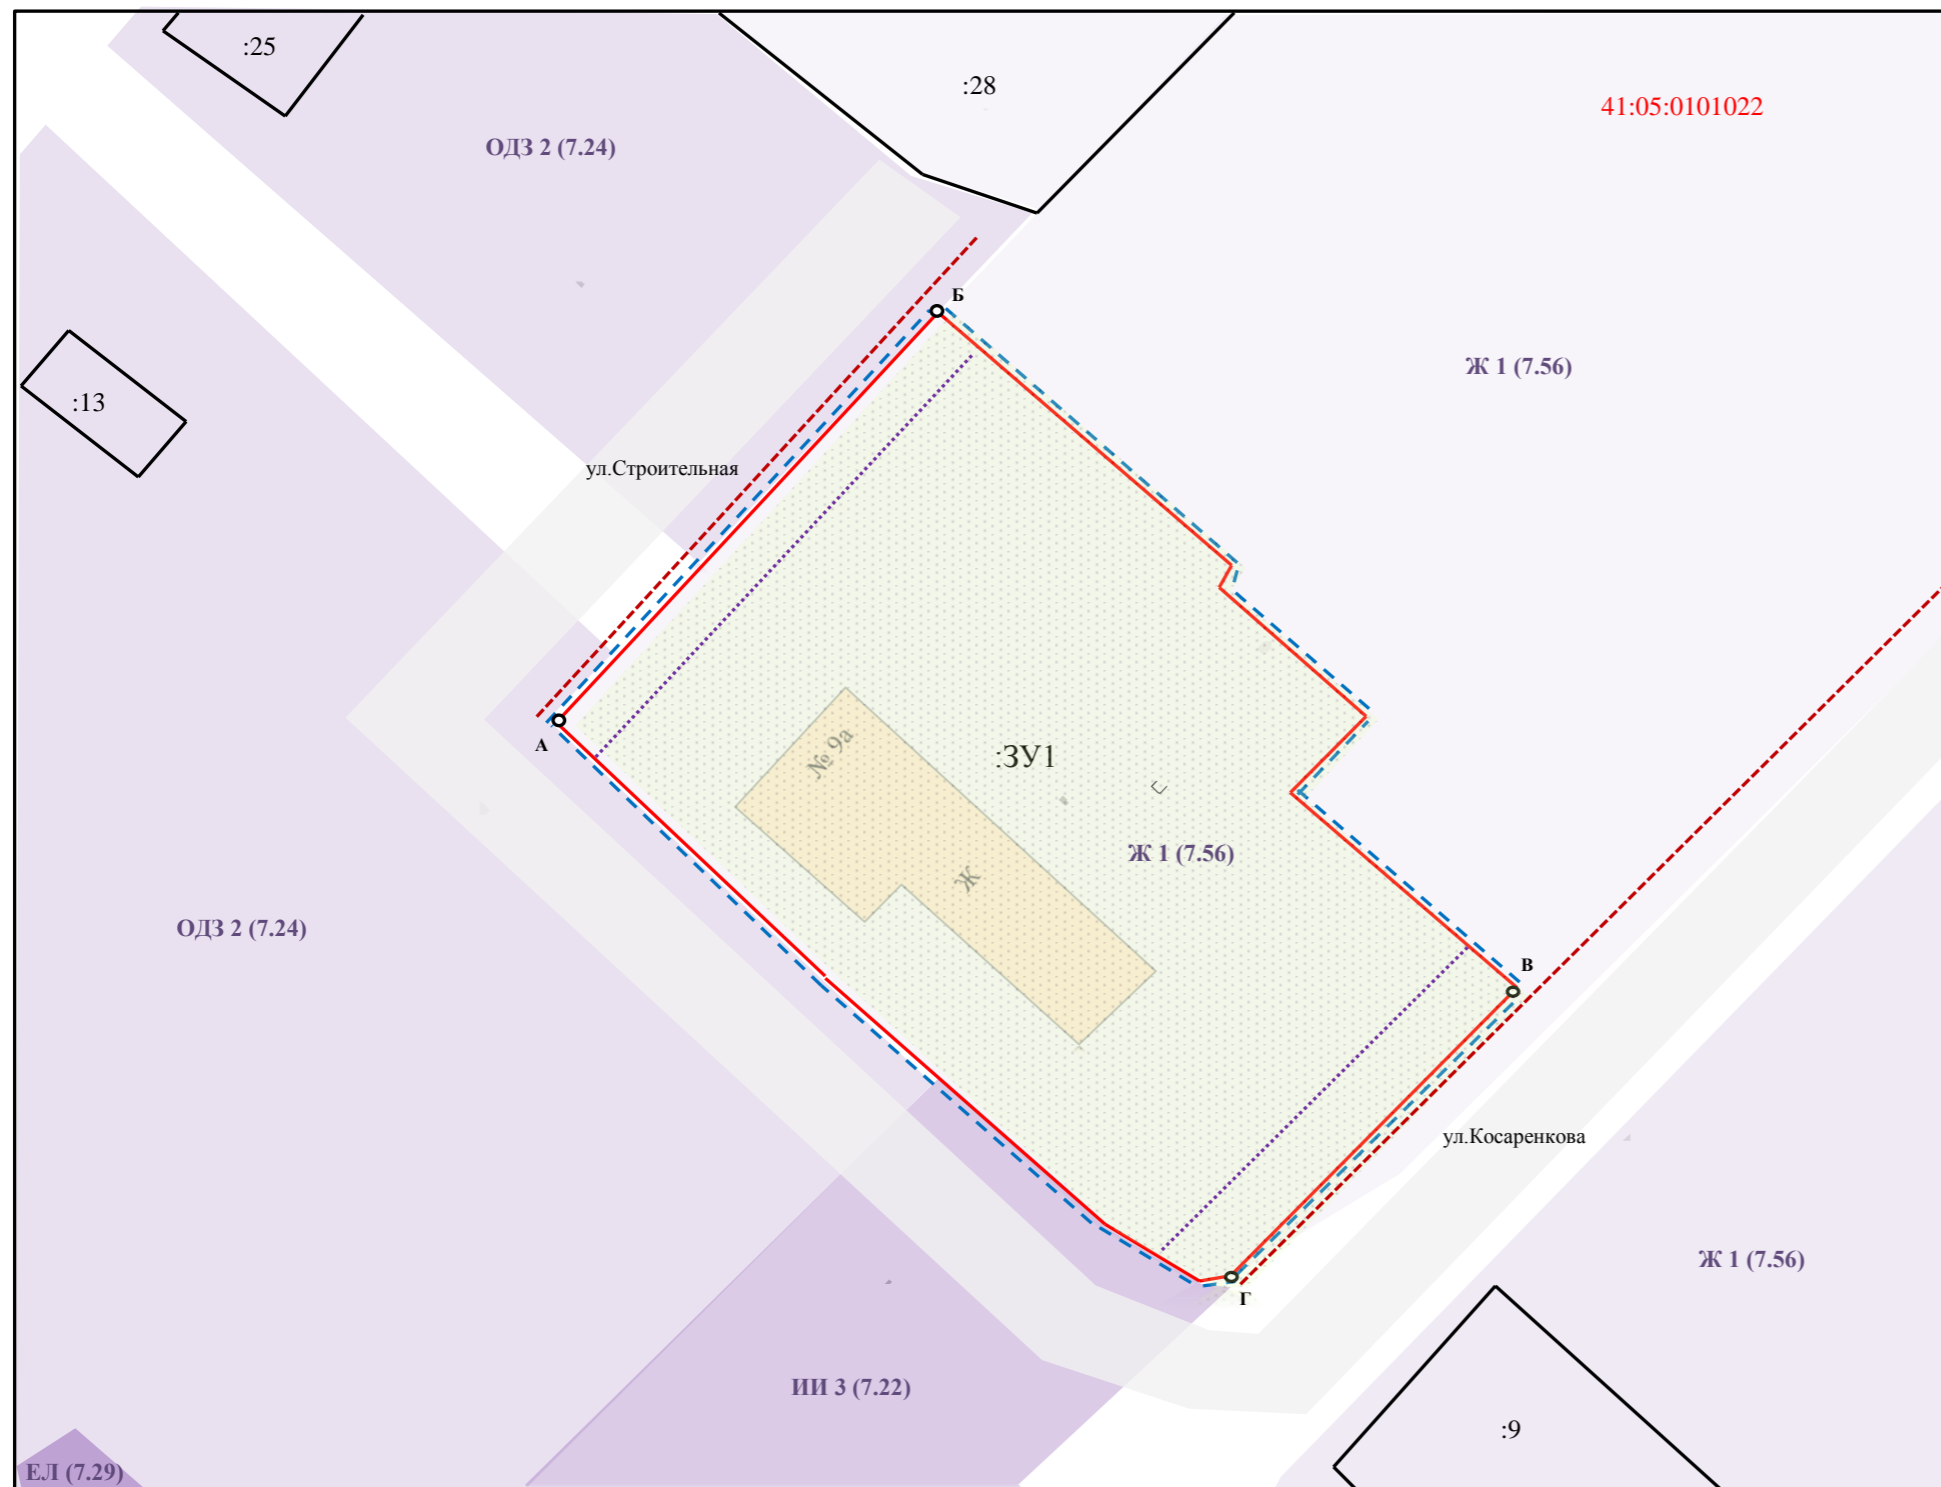 :25
:28
41:05:0101022
ОДЗ 2 (7.24)
Б
Ж 1 (7.56)
:13
ул.Строительная
А
№ 9а
:ЗУ1
Ж 1 (7.56)
Ж
ОДЗ 2 (7.24)
В
ул.Косаренкова
Ж 1 (7.56)
Г
ИИ 3 (7.22)
:9
ЕЛ (7.29)